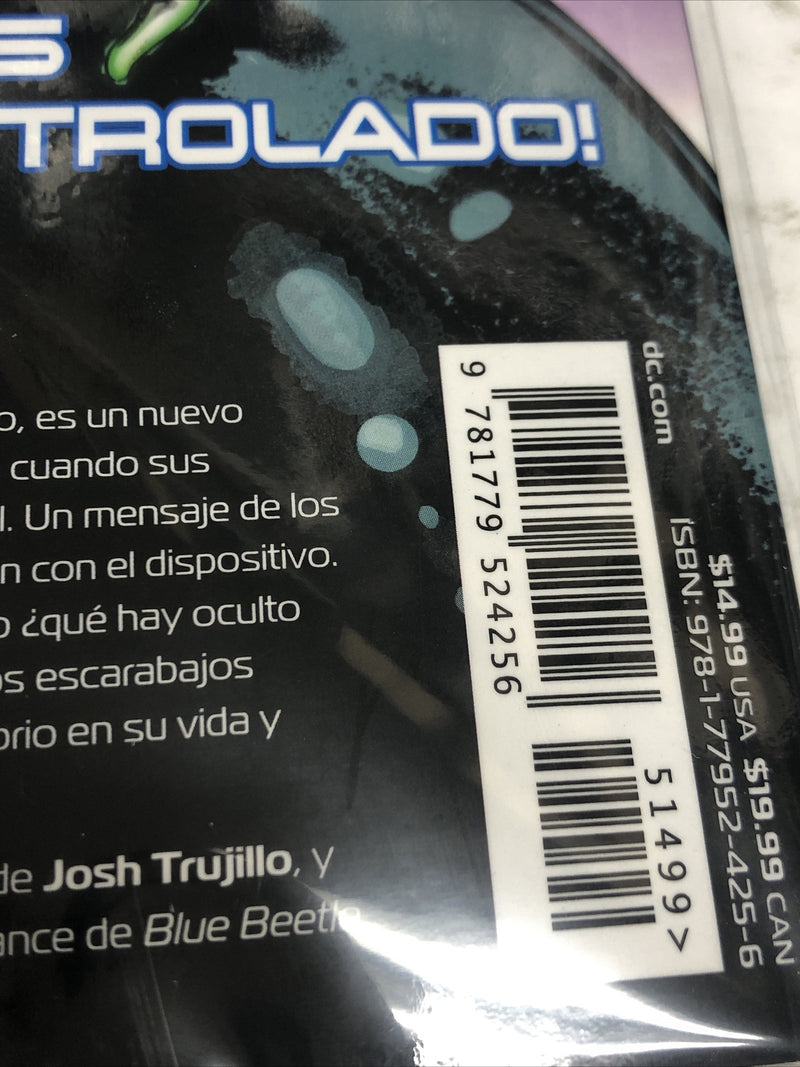 S
TROLADO!
o, es un nuevo
cuando sus
l. Un mensaje de los
n con el dispositivo.
o ¿qué hay oculto
os escarabajos
orio en su vida y
de Josh Trujillo, y
ance de Blue Beetle
dc.com
9 781779 524256
51499>
ISBN: 978-1-77952-425-6
$14.99 USA $19.99 CAN